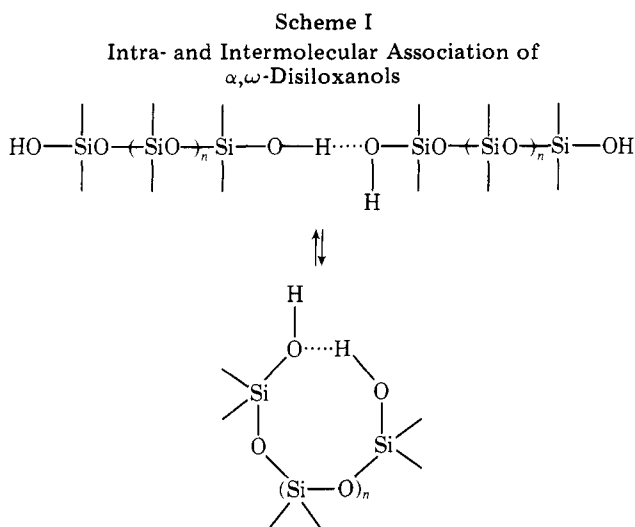 Scheme I
Intra- and Intermolecular Association of
α,ω-Disiloxanols
HO—SiO—(SiO—)n—Si—O—H·····O—SiO—(SiO—)n—Si—OH
H
H
O·····H
Si O
O Si
(Si—O)n